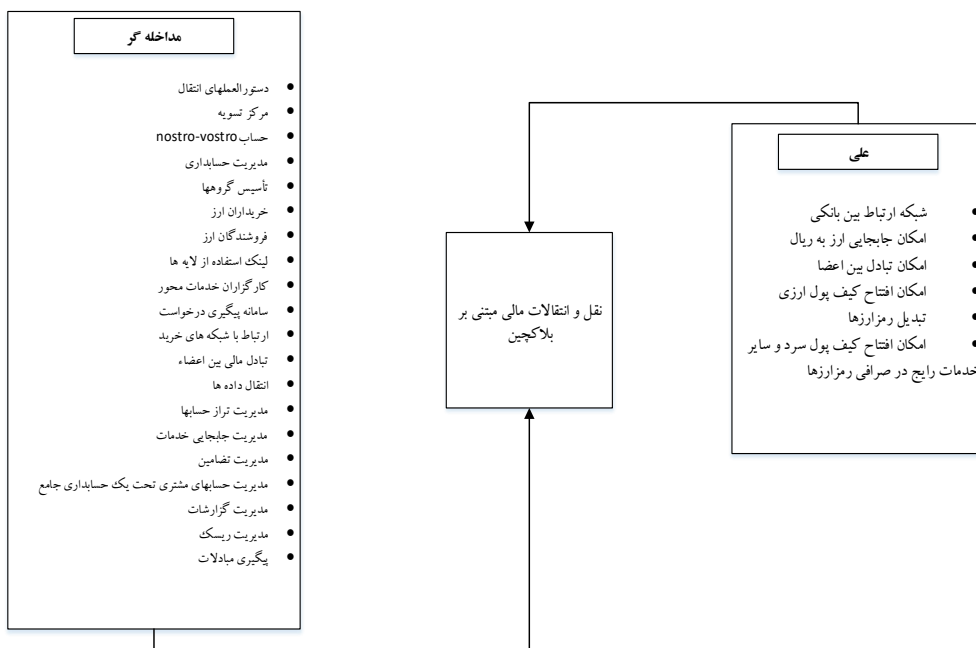 علی
شبکه ارتباط بین بانکی
امکان جابجایی ارز به ریال
امکان تبادل بین اعضا
امکان افتتاح کیف پول ارزی
تبدیل رمزارزها
امکان افتتاح کیف پول سرد و سایر
خدمات رایج در صرافی رمزارزها
نقل و انتقالات مالی مبتنی بر
بلاکچین
مداخله گر
دستورالعملهای انتقال
مرکز تسویه
حساب nostro-vostro
مدیریت حسابداری
تأسیس گروهها
خریداران ارز
فروشندگان ارز
لینک استفاده از لایه ها
کارگزاران خدمات محور
سامانه پیگیری درخواست
ارتباط با شبکه های خرید
تبادل مالی بین اعضاء
انتقال داده ها
مدیریت تراز حسابها
مدیریت جابجایی خدمات
مدیریت تضامین
مدیریت حسابهای مشتری تحت یک حسابداری جامع
مدیریت گزارشات
مدیریت ریسک
پیگیری مبادلات